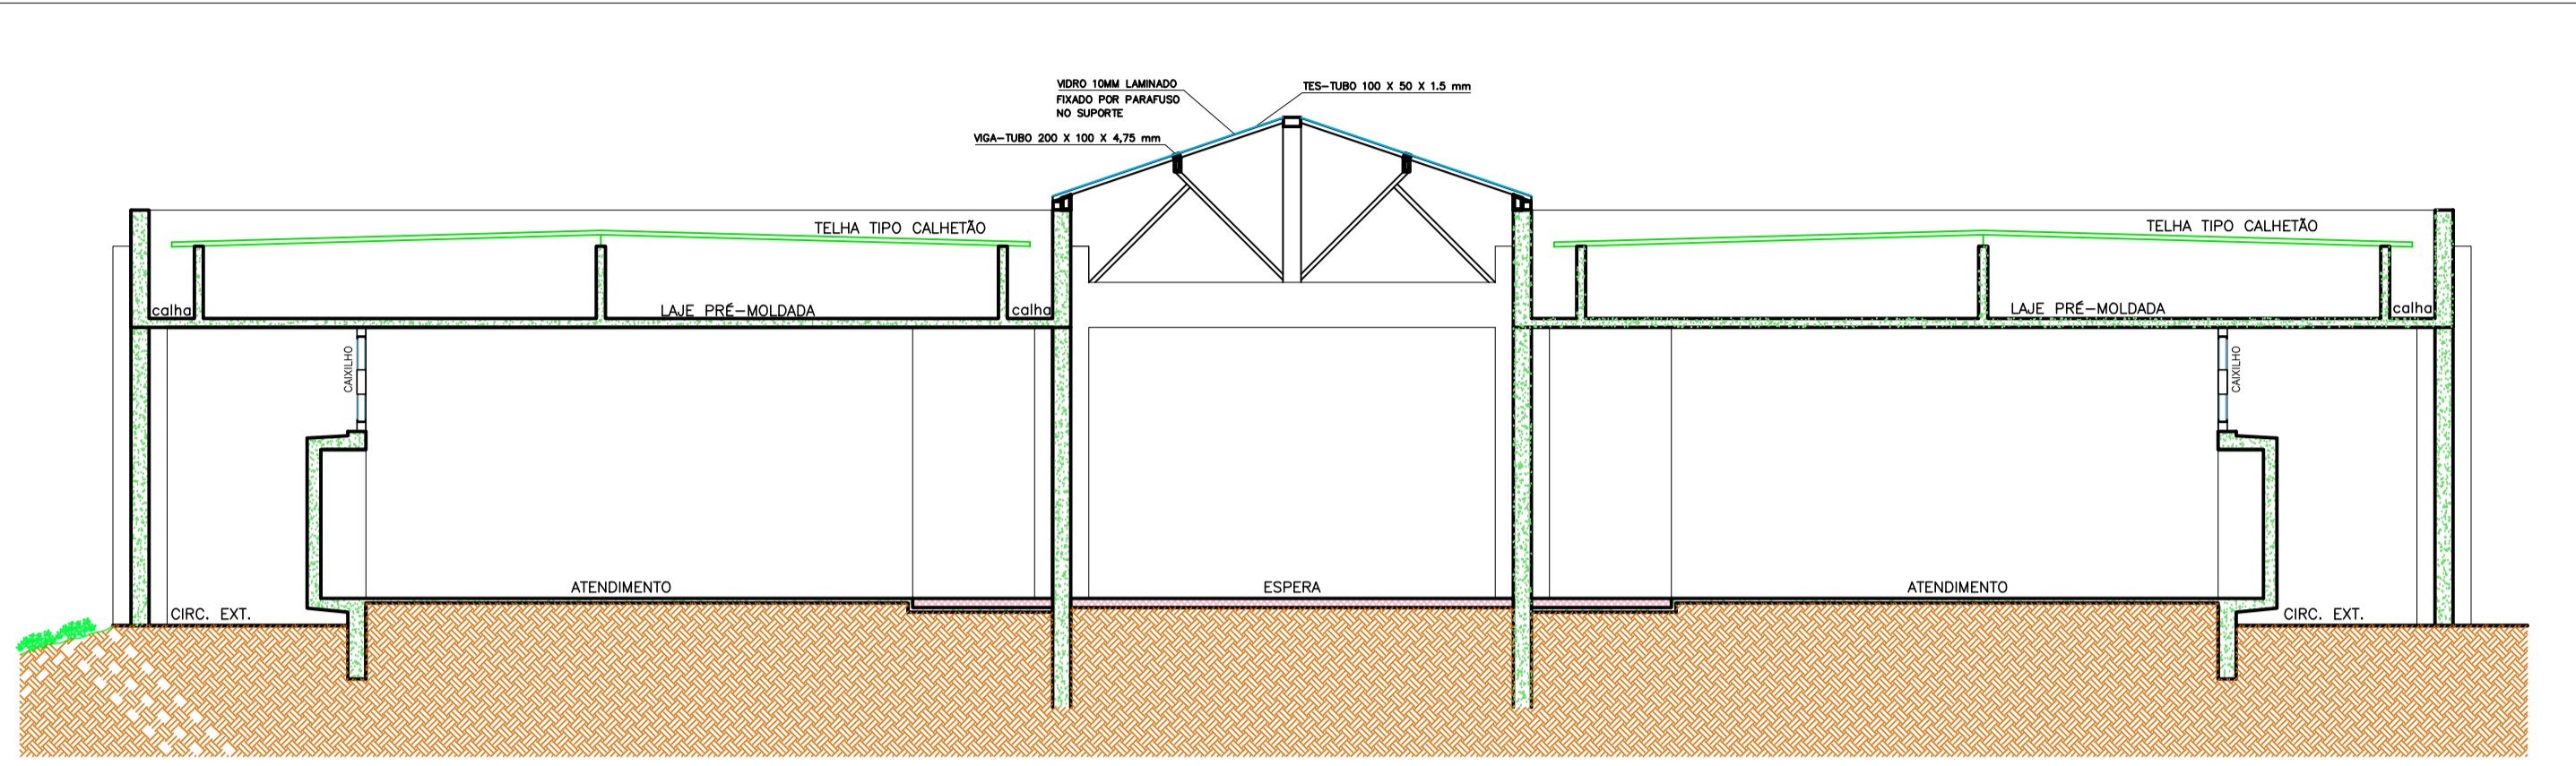 VIDRO 10MM LAMINADO
FIXADO POR PARAFUSO
NO SUPORTE
TES-TUBO 100 X 50 X 1.5 mm
VIGA-TUBO 200 X 100 X 4,75 mm
TELHA TIPO CALHETÃO
TELHA TIPO CALHETÃO
calha
LAJE PRÉ-MOLDADA
calha
LAJE PRÉ-MOLDADA
calha
CAIXILHO
CAIXILHO
ATENDIMENTO
ESPERA
ATENDIMENTO
CIRC. EXT.
CIRC. EXT.